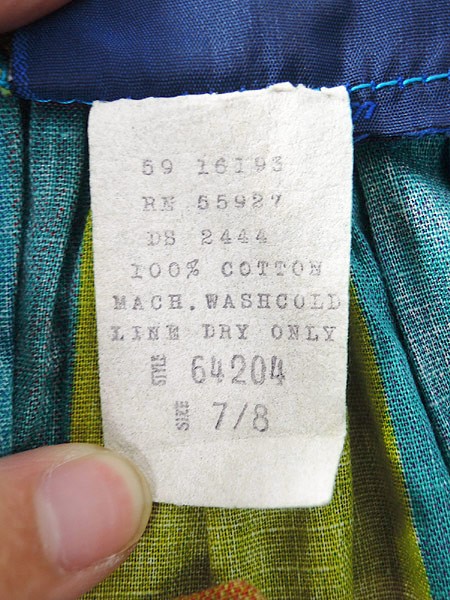 59 16193
RN 55927
DS 2444
100% COTTON
MACH. WASHCOLD
LINE DRY ONLY
STYLE 64204
SIZE 7/8